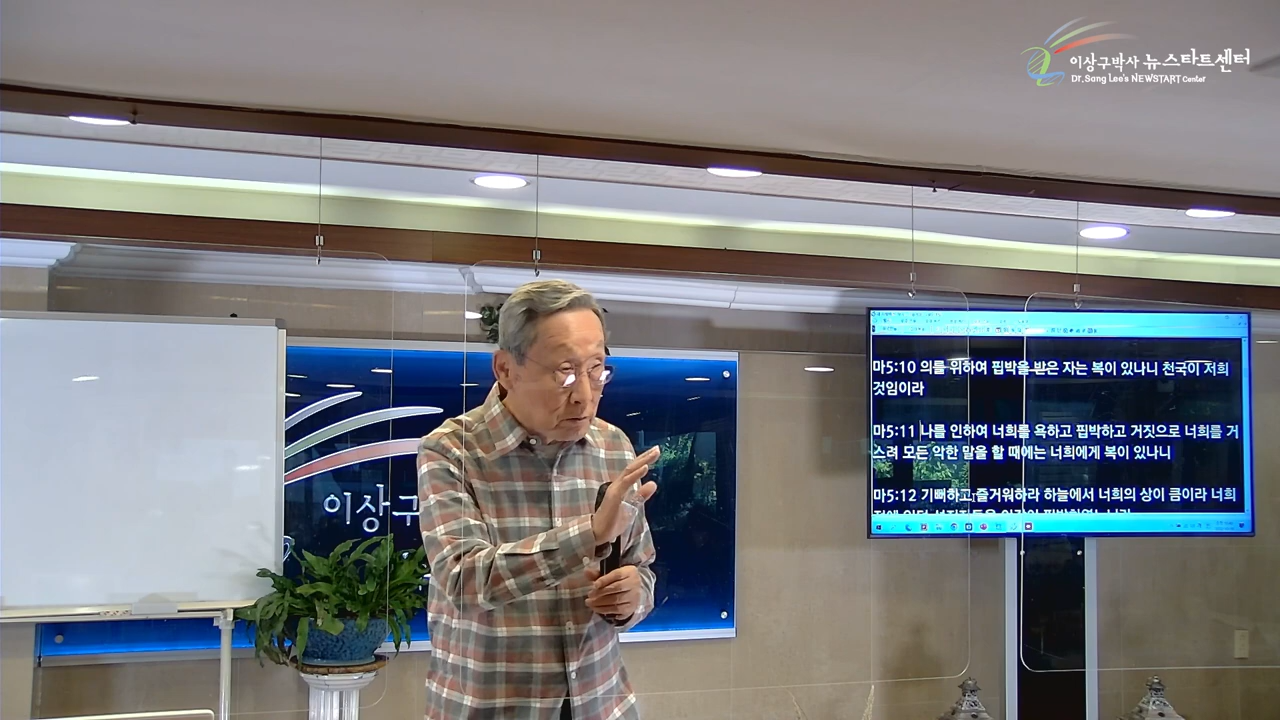 이상구박사 뉴스타트센터
Dr. Sang Lee's NEWSTART Center
마5:10 의를 위하여 핍박을 받은 자는 복이 있나니 천국이 저희
것임이라
마5:11 나를 인하여 너희를 욕하고 핍박하고 거짓으로 너희를 거
스려 모든 악한 말을 할 때에는 너희에게 복이 있나니
마5:12 기뻐하고 즐거워하라 하늘에서 너희의 상이 큼이라 너희
이상구